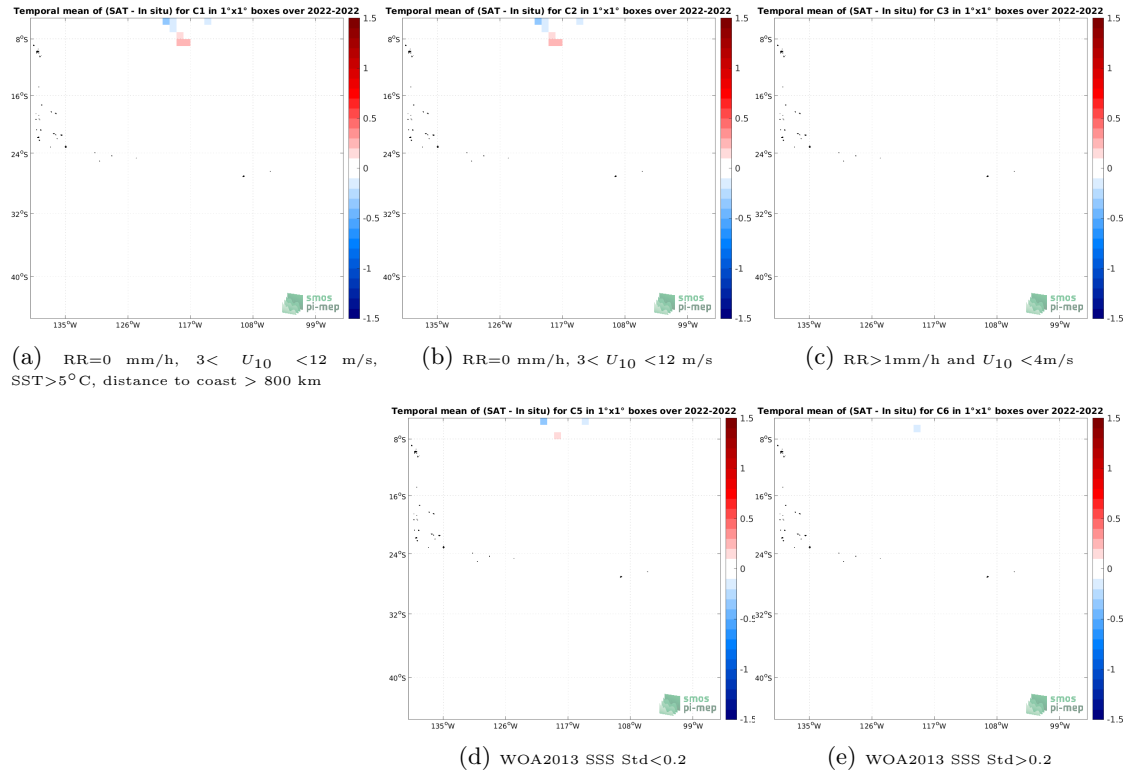 Temporal mean of (SAT - In situ) for C1 in 1°x1° boxes over 2022-2022
8°S
16°S
24°S
32°S
40°S
135°W
126°W
117°W
108°W
99°W
1.5
1
0.5
0
-0.5
-1
-1.5
smos
pi-mep
(a) RR=0 mm/h, 3< U10 <12 m/s,
SST>5°C, distance to coast > 800 km
Temporal mean of (SAT - In situ) for C2 in 1°x1° boxes over 2022-2022
8°S
16°S
24°S
32°S
40°S
135°W
126°W
117°W
108°W
99°W
1.5
1
0.5
0
-0.5
-1
-1.5
smos
pi-mep
(b) RR=0 mm/h, 3< U10 <12 m/s
Temporal mean of (SAT - In situ) for C3 in 1°x1° boxes over 2022-2022
8°S
16°S
24°S
32°S
40°S
135°W
126°W
117°W
108°W
99°W
1.5
1
0.5
0
-0.5
-1
-1.5
smos
pi-mep
(c) RR>1mm/h and U10 <4m/s
Temporal mean of (SAT - In situ) for C5 in 1°x1° boxes over 2022-2022
8°S
16°S
24°S
32°S
40°S
135°W
126°W
117°W
108°W
99°W
1.5
1
0.5
0
-0.5
-1
-1.5
smos
pi-mep
(d) WOA2013 SSS Std<0.2
Temporal mean of (SAT - In situ) for C6 in 1°x1° boxes over 2022-2022
8°S
16°S
24°S
32°S
40°S
135°W
126°W
117°W
108°W
99°W
1.5
1
0.5
0
-0.5
-1
-1.5
smos
pi-mep
(e) WOA2013 SSS Std>0.2